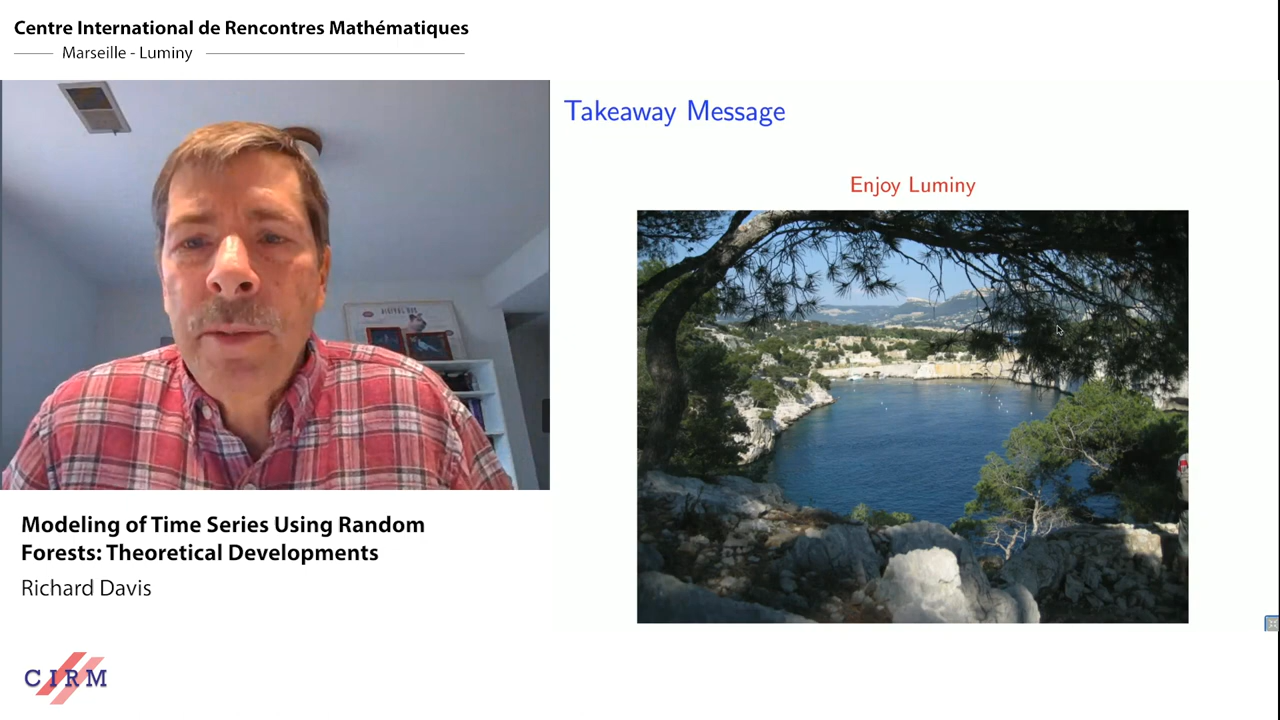 Centre International de Rencontres Mathématiques
Marseille - Luminy
Takeaway Message
Enjoy Luminy
Modeling of Time Series Using Random
Forests: Theoretical Developments
Richard Davis
CIRM